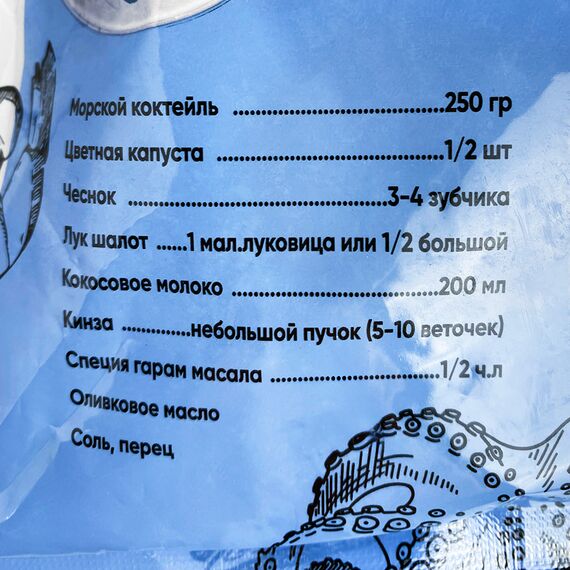 Морской коктейль ........................250 гр
Цветная капуста ..........................1/2 шт
Чеснок ..............................3-4 зубчика
Лук шалот ......1 мал.луковица или 1/2 большой
Кокосовое молоко ........................200 мл
Кинза .............небольшой пучок (5-10 веточек)
Специя гарам масала ....................1/2 ч.л
Оливковое масло
Соль, перец